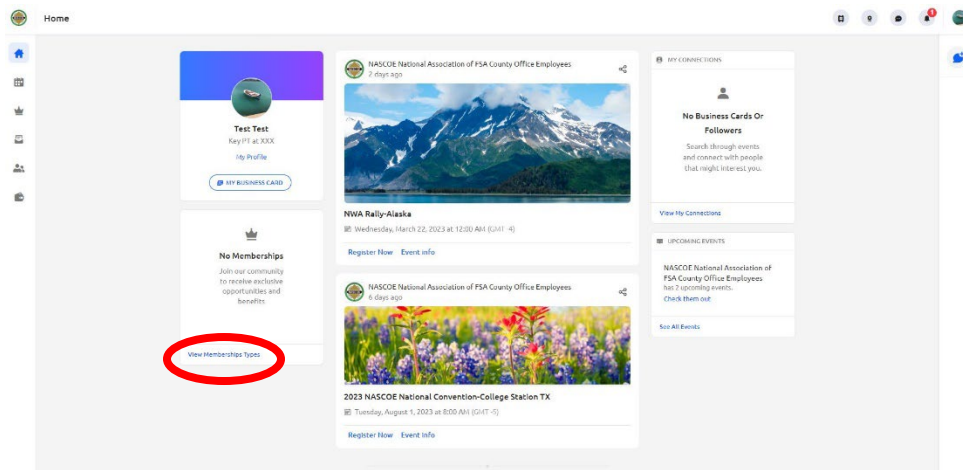 Home
1
Test Test
Key PT at XXX
My Profile
MY BUSINESS CARD
No Memberships
Join our community
to receive exclusive
opportunities and
benefits
View Memberships Types
NASCOE National Association of FSA County Office Employees
2 days ago
NWA Rally-Alaska
Wednesday, March 22, 2023 at 12:00 AM (GMT -4)
Register Now Event info
NASCOE National Association of FSA County Office Employees
6 days ago
2023 NASCOE National Convention-College Station TX
Tuesday, August 1, 2023 at 8:00 AM (GMT -5)
Register Now Event info
MY CONNECTIONS
No Business Cards Or
Followers
Search through events
and connect with people
that might interest you.
View My Connections
UPCOMING EVENTS
NASCOE National Association of
FSA County Office Employees
has 2 upcoming events.
Check them out
See All Events